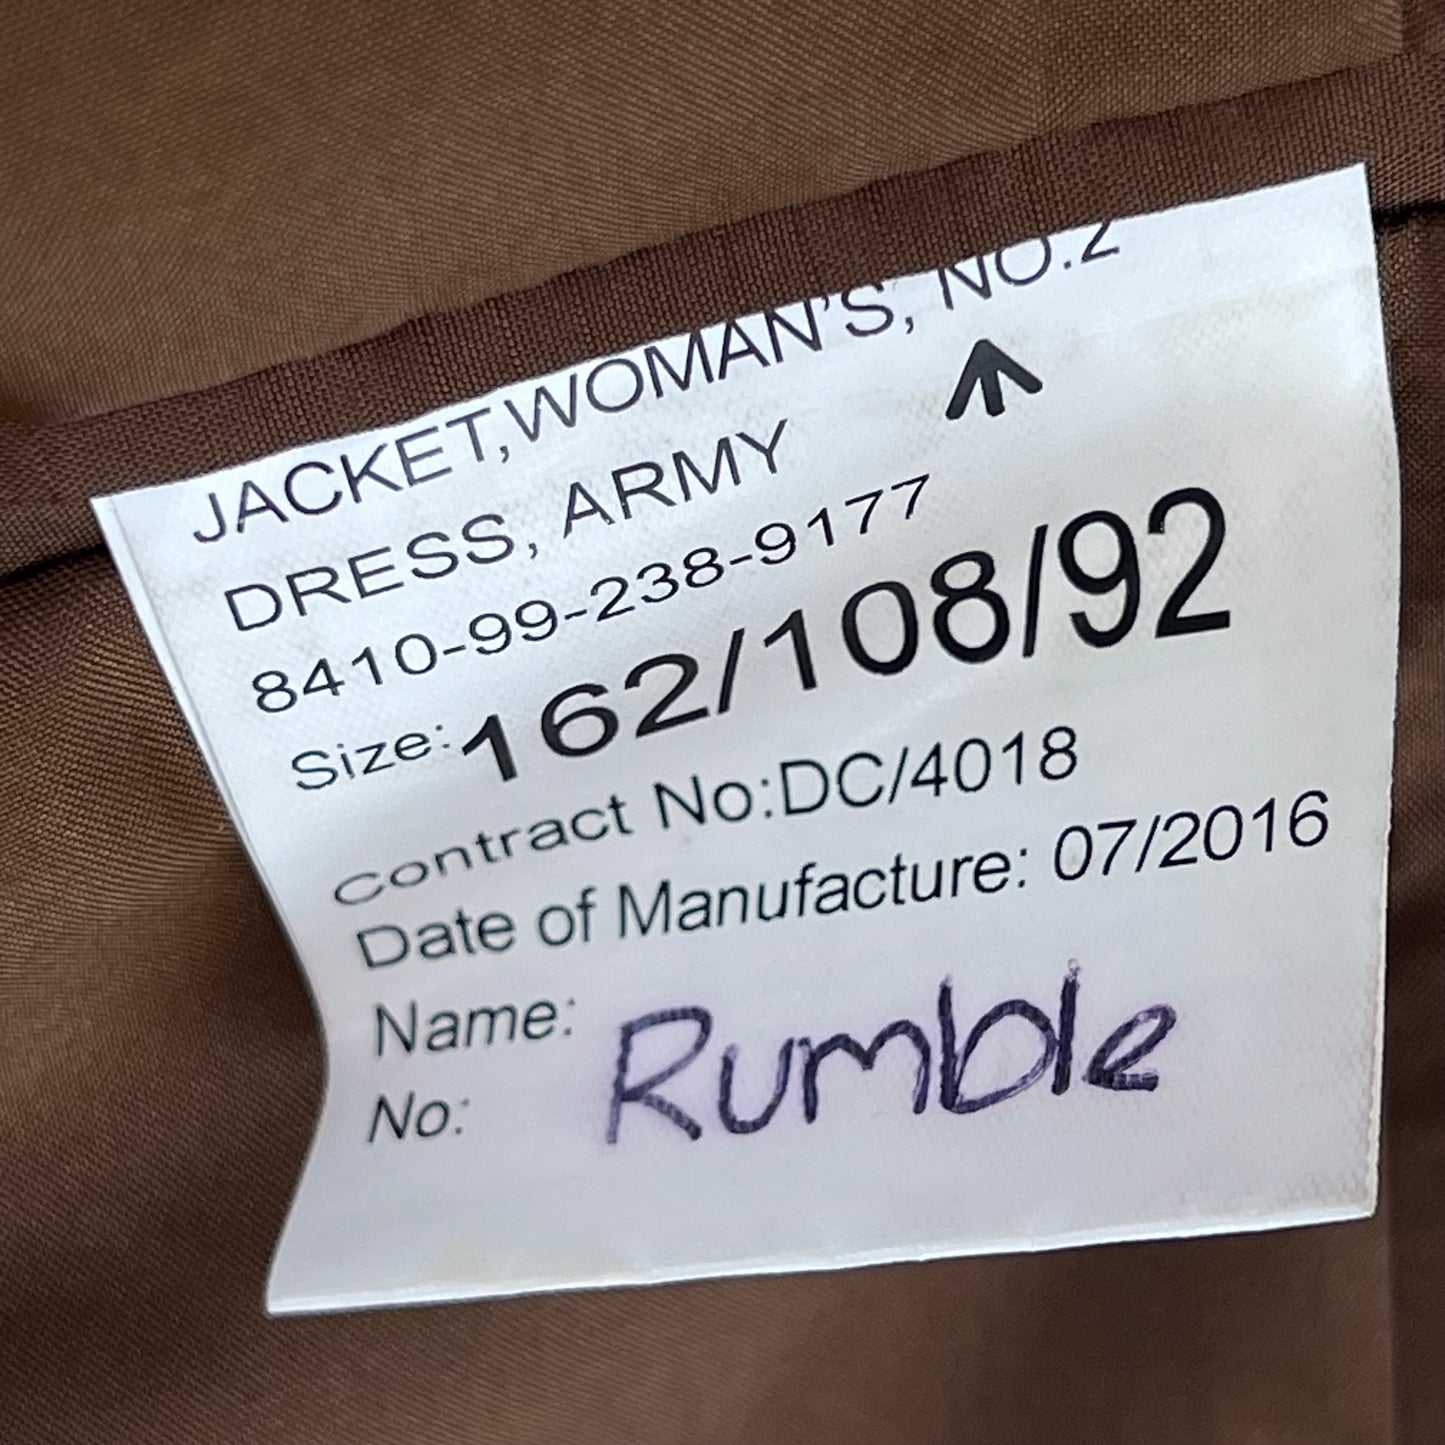 JACKET,WOMAN'S, NO.2
DRESS, ARMY
8410-99-238-9177
Size:162/108/92
Contract No:DC/4018
Date of Manufacture: 07/2016
Name: Rumble
No: